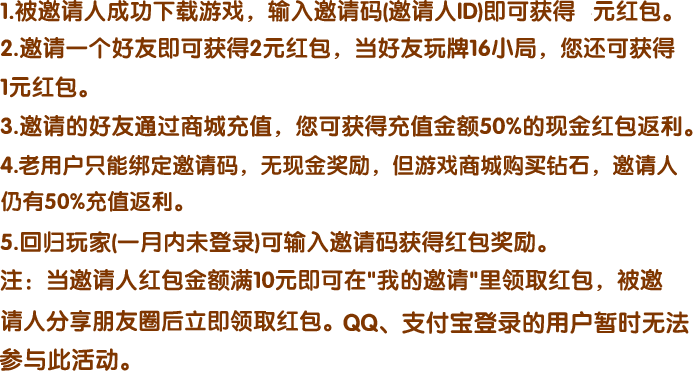 1.被邀请人成功下载游戏，输入邀请码(邀请人ID)即可获得 元红包。
2.邀请一个好友即可获得2元红包，当好友玩牌16小局，您还可获得
1元红包。
3.邀请的好友通过商城充值，您可获得充值金额50%的现金红包返利。
4.老用户只能绑定邀请码，无现金奖励，但游戏商城购买钻石，邀请人
仍有50%充值返利。
5.回归玩家(一月内未登录)可输入邀请码获得红包奖励。
注：当邀请人红包金额满10元即可在"我的邀请"里领取红包，被邀
请人分享朋友圈后立即领取红包。QQ、支付宝登录的用户暂时无法
参与此活动。